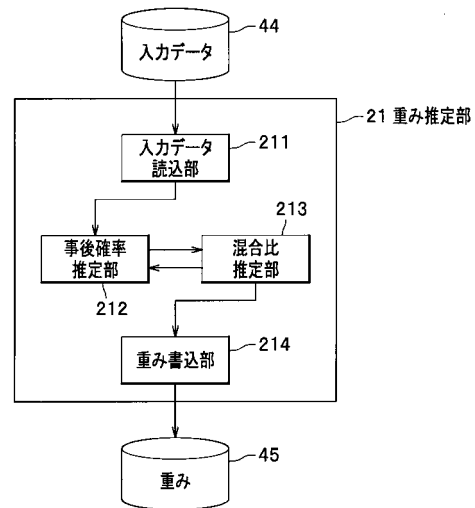 44
入力データ
21 重み推定部
入力データ
読込部
211
事後確率
推定部
212
213
混合比
推定部
重み書込部
214
45
重み